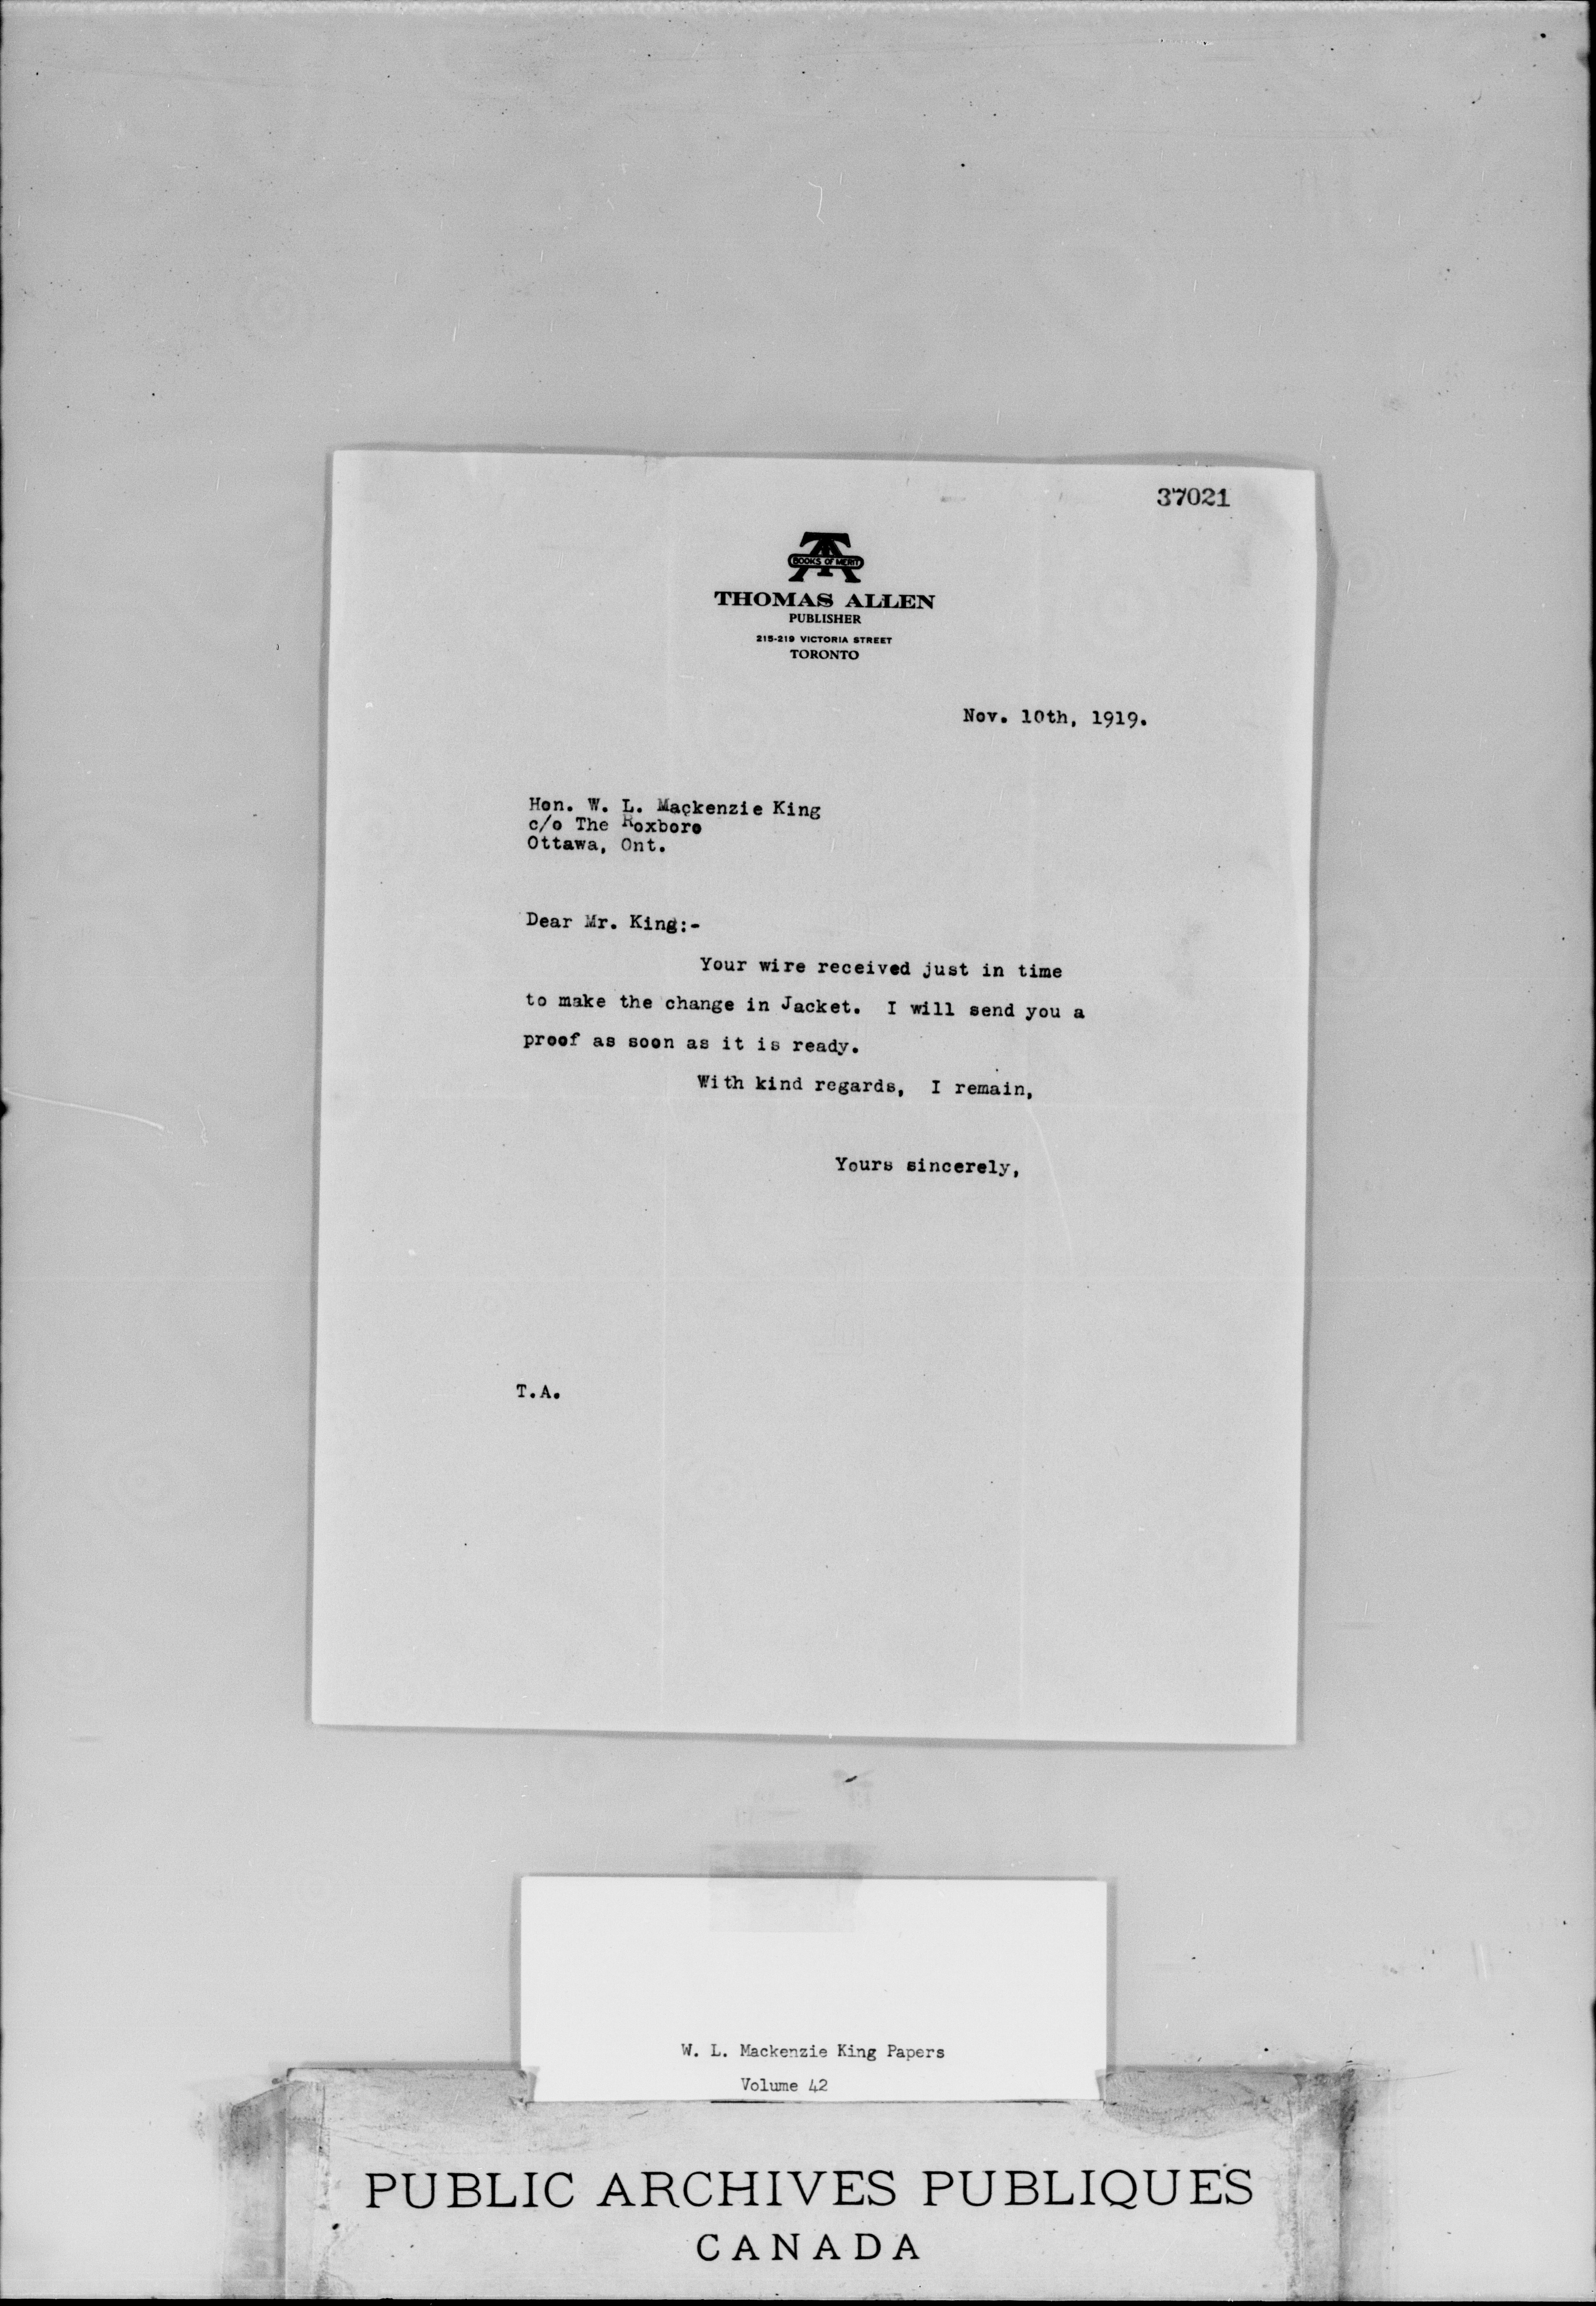 37021
TA
BOOKS OF MERIT
THOMAS ALLEN
PUBLISHER
215-219 VICTORIA STREET
TORONTO
Nov. 10th, 1919.
Hon. W. L. Mackenzie King
c/o The Roxboro
Ottawa, Ont.
Dear Mr. King:-
Your wire received just in time
to make the change in Jacket. I will send you a
proof as soon as it is ready.
With kind regards, I remain,
Yours sincerely,
T.A.
W. L. Mackenzie King Papers
Volume 42
PUBLIC ARCHIVES PUBLIQUES
CANADA